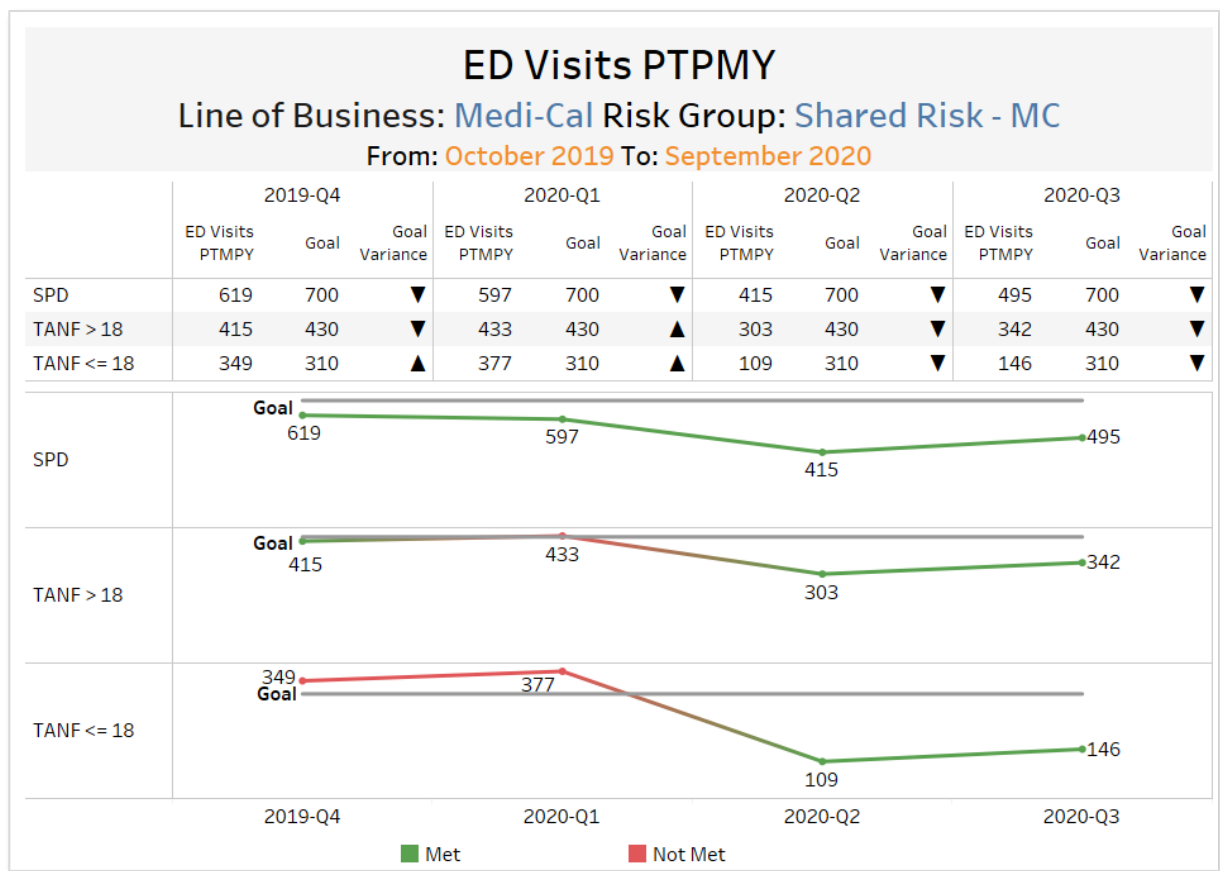 ED Visits PTPMY
Line of Business: Medi-Cal Risk Group: Shared Risk - MC
From: October 2019 To: September 2020
2019-Q4 2020-Q1 2020-Q2 2020-Q3
ED Visits PTMPY Goal Goal Variance ED Visits PTMPY Goal Goal Variance ED Visits PTMPY Goal Goal Variance ED Visits PTMPY Goal Goal Variance
SPD 619 700 ▼ 597 700 ▼ 415 700 ▼ 495 700 ▼
TANF > 18 415 430 ▼ 433 430 ▲ 303 430 ▼ 342 430 ▼
TANF <= 18 349 310 ▲ 377 310 ▲ 109 310 ▼ 146 310 ▼
SPD
Goal
619
597
415
495
TANF > 18
Goal
415
433
303
342
TANF <= 18
349
Goal
377
109
146
2019-Q4 2020-Q1 2020-Q2 2020-Q3
Met Not Met